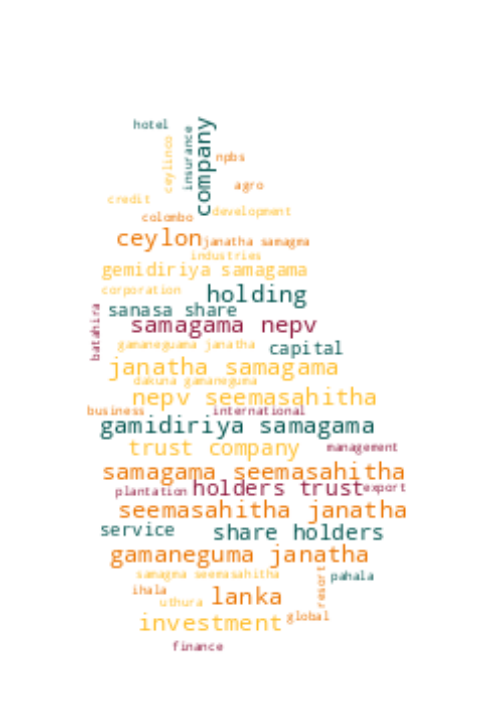 hotel
ceylinco
insurance
company
npbs
agro
credit
development
colombo
ceylon
janatha samagma
industries
gemidiriya samagama
corporation
holding
sanasa share
batahira
samagama nepv
gamaneguama janatha
capital
janatha samagama
dakuna gamaneguma
nepv seemasahitha
business
international
gamidiriya samagama
trust company
management
samagama seemasahitha
plantation
holders trust
export
seemasahitha janatha
service
share holders
gamaneguma janatha
samagma seemasahitha
resort
pahala
ihala
uthura
lanka
global
investment
finance